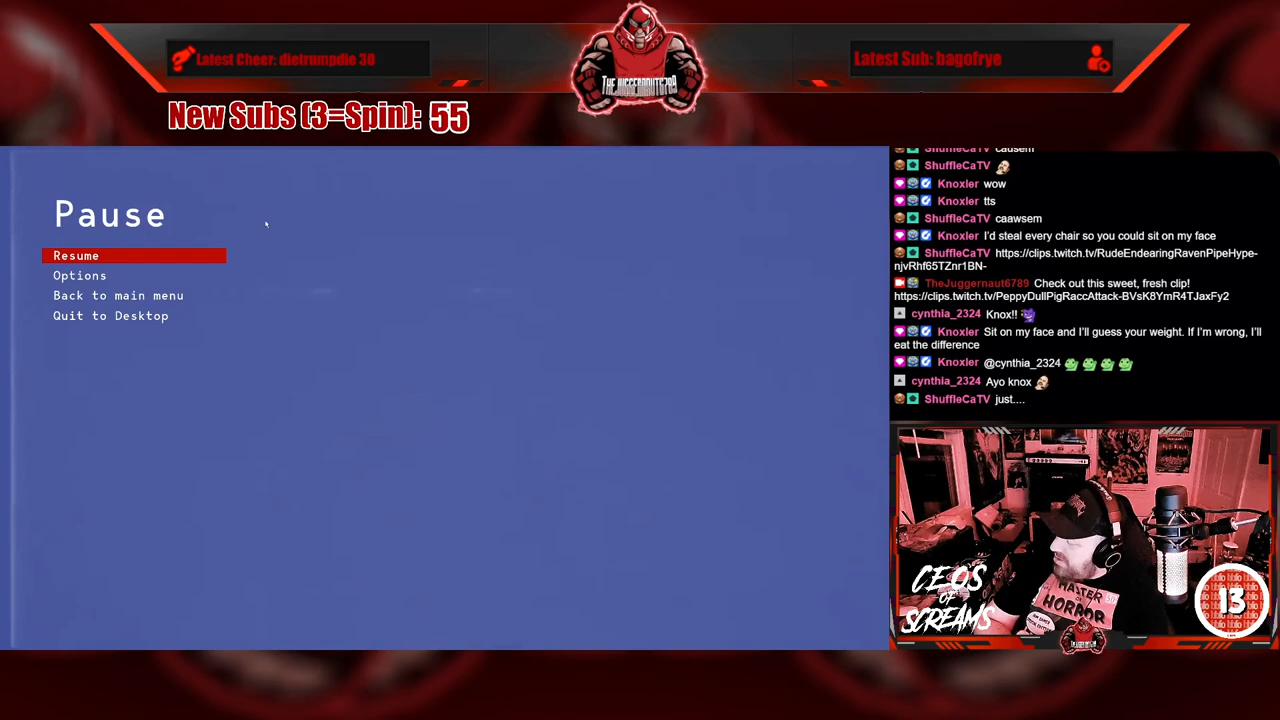 Latest Cheer: dietrumpdie 30
THEJUGGERNAUT6789
Latest Sub: bagofrye
New Subs (3=Spin): 55
Pause
Resume
Options
Back to main menu
Quit to Desktop
ShuffleCaTV causem
ShuffleCaTV
Knoxler wow
Knoxler tts
ShuffleCaTV caawsem
Knoxler I'd steal every chair so you could sit on my face
ShuffleCaTV https://clips.twitch.tv/RudeEndearingRavenPipeHype-
njvRhf65TZnr1BN-
TheJuggernaut6789 Check out this sweet, fresh clip!
https://clips.twitch.tv/PeppyDullPigRaccAttack-BVsK8YmR4TJaxFy2
cynthia_2324 Knox!!
Knoxler Sit on my face and I'll guess your weight. If I'm wrong, I'll
eat the difference
Knoxler @cynthia_2324
cynthia_2324 Ayo knox
ShuffleCaTV just....
CEOS
OF
SCREAMS
MASTER
OF
HORROR
13